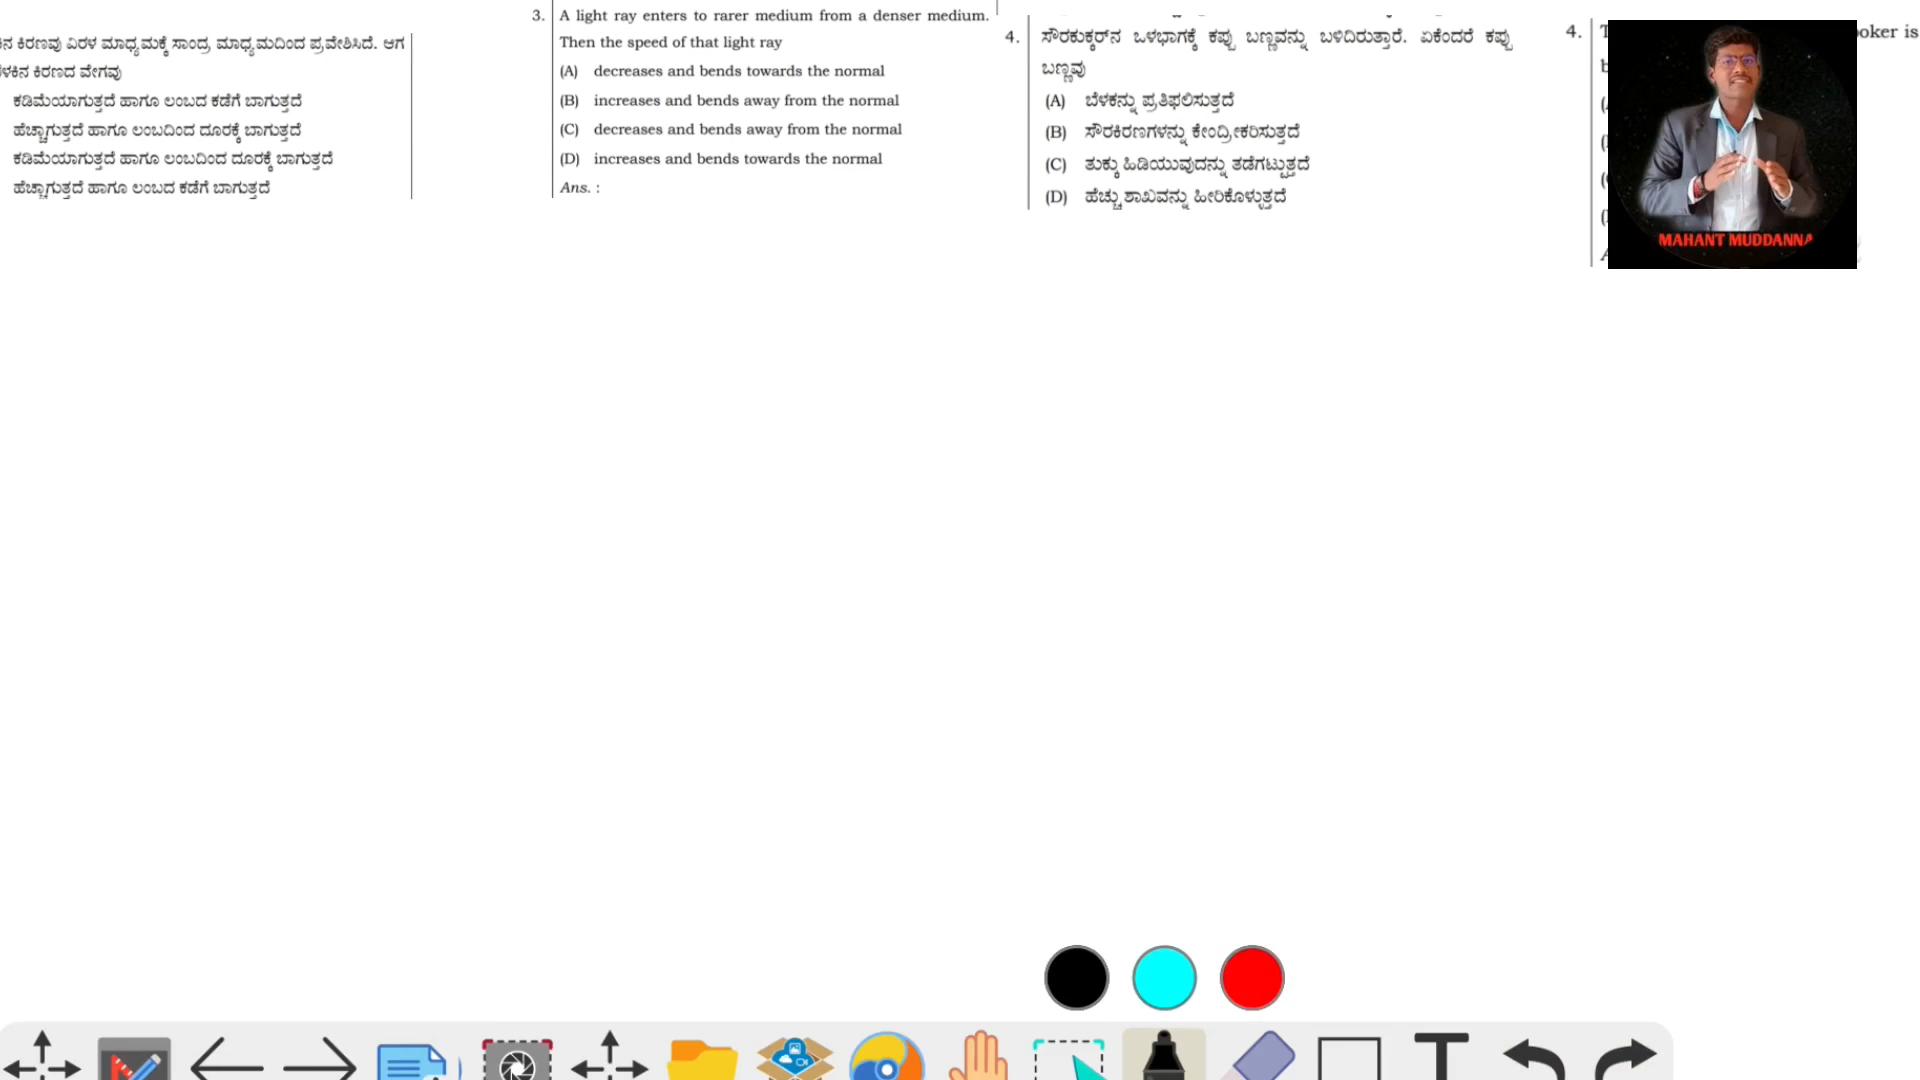 ಕಿರಣವು ವಿರಳ ಮಾಧ್ಯಮಕ್ಕೆ ಸಾಂದ್ರ ಮಾಧ್ಯಮದಿಂದ ಪ್ರವೇಶಿಸಿದೆ. ಆಗ
ಕಿರಣದ ವೇಗವು
ಕಡಿಮೆಯಾಗುತ್ತದೆ ಹಾಗೂ ಲಂಬದ ಕಡೆಗೆ ಬಾಗುತ್ತದೆ
ಹೆಚ್ಚಾಗುತ್ತದೆ ಹಾಗೂ ಲಂಬದಿಂದ ದೂರಕ್ಕೆ ಬಾಗುತ್ತದೆ
ಕಡಿಮೆಯಾಗುತ್ತದೆ ಹಾಗೂ ಲಂಬದಿಂದ ದೂರಕ್ಕೆ ಬಾಗುತ್ತದೆ
ಹೆಚ್ಚಾಗುತ್ತದೆ ಹಾಗೂ ಲಂಬದ ಕಡೆಗೆ ಬಾಗುತ್ತದೆ
3. A light ray enters to rarer medium from a denser medium.
Then the speed of that light ray
(A) decreases and bends towards the normal
(B) increases and bends away from the normal
(C) decreases and bends away from the normal
(D) increases and bends towards the normal
Ans. :
4. ಸೌರಕುಕ್ಕರ್‌ನ ಒಳಭಾಗಕ್ಕೆ ಕಪ್ಪು ಬಣ್ಣವನ್ನು ಬಳಿದಿರುತ್ತಾರೆ. ಏಕೆಂದರೆ ಕಪ್ಪು
ಬಣ್ಣವು
(A) ಬೆಳಕನ್ನು ಪ್ರತಿಫಲಿಸುತ್ತದೆ
(B) ಸೌರಕಿರಣಗಳನ್ನು ಕೇಂದ್ರೀಕರಿಸುತ್ತದೆ
(C) ತುಕ್ಕು ಹಿಡಿಯುವುದನ್ನು ತಡೆಗಟ್ಟುತ್ತದೆ
(D) ಹೆಚ್ಚು ಶಾಖವನ್ನು ಹೀರಿಕೊಳ್ಳುತ್ತದೆ
4.
is
MAHANT MUDDANNA